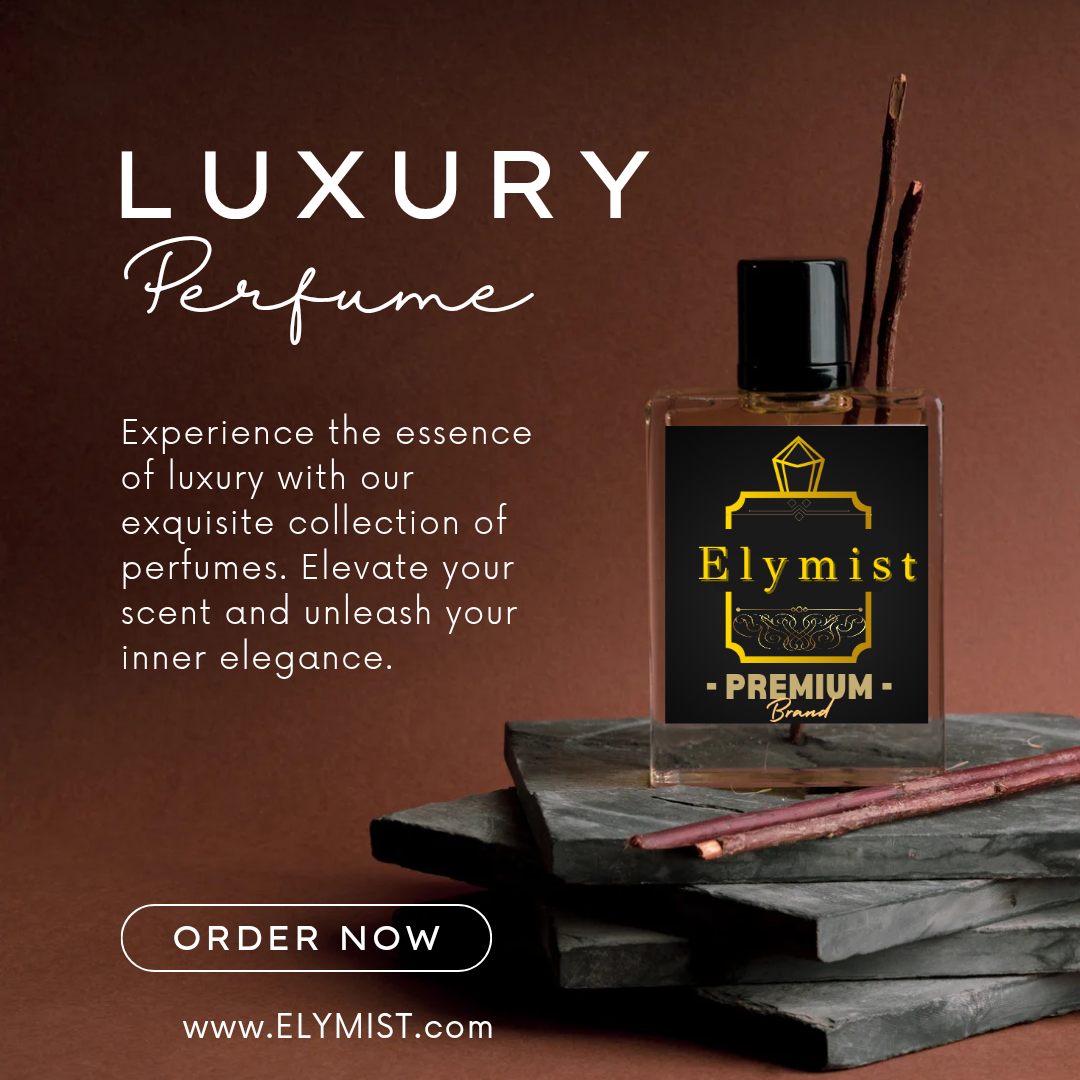 LUXURY
Perfume
Experience the essence
of luxury with our
exquisite collection of
perfumes. Elevate your
scent and unleash your
inner elegance.
Elymist
- PREMIUM -
Brand
ORDER NOW
www.ELYMIST.com